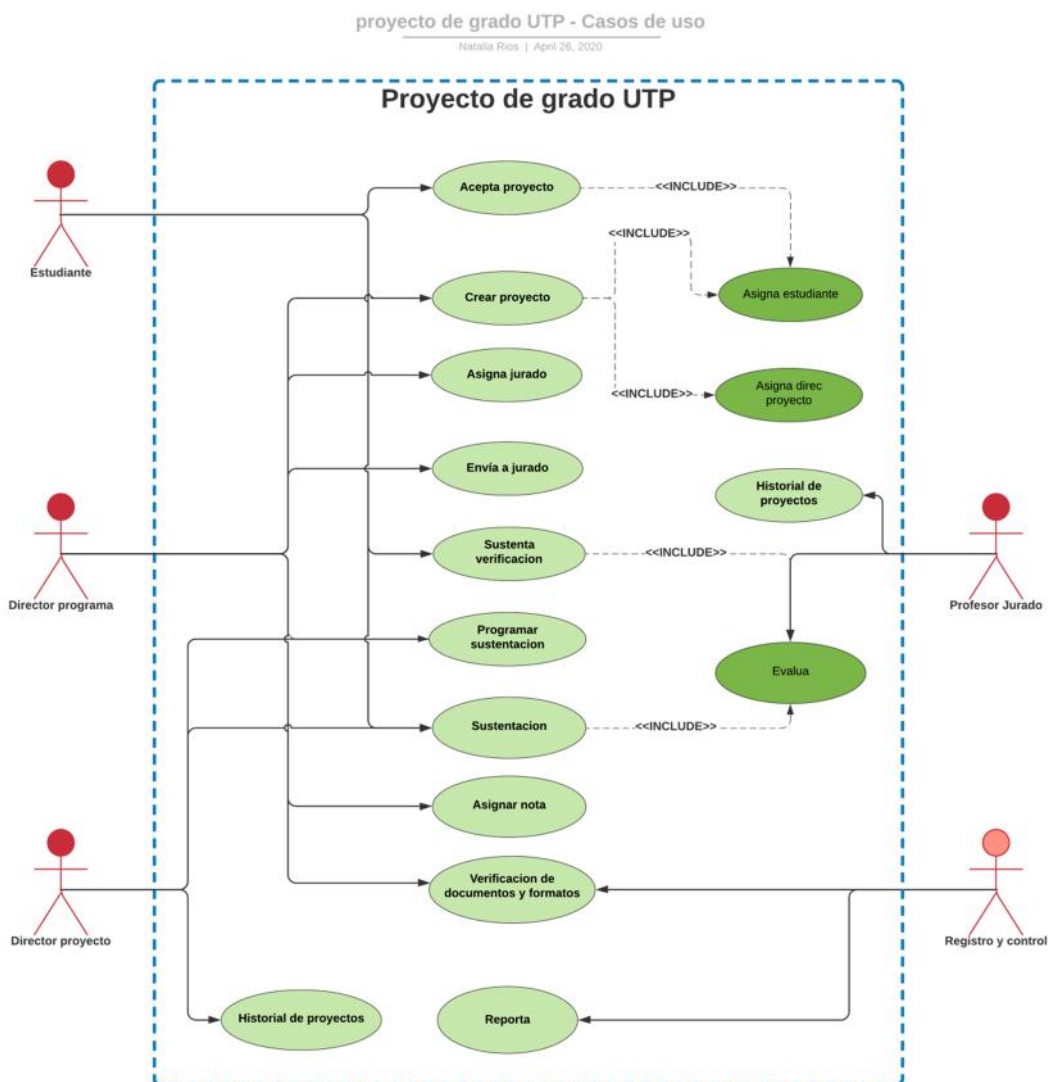 proyecto de grado UTP - Casos de uso
Natalia Rios | April 26, 2020
Proyecto de grado UTP
Acepta proyecto
<<INCLUDE>>
<<INCLUDE>>
Estudiante
Crear proyecto
Asigna estudiante
Asigna jurado
<<INCLUDE>>
Asigna direc
proyecto
Envía a jurado
Historial de
proyectos
Sustenta
verificacion
<<INCLUDE>>
Director programa
Profesor Jurado
Programar
sustentacion
Evalua
Sustentacion
<<INCLUDE>>
Asignar nota
Verificacion de
documentos y formatos
Director proyecto
Registro y control
Historial de proyectos
Reporta